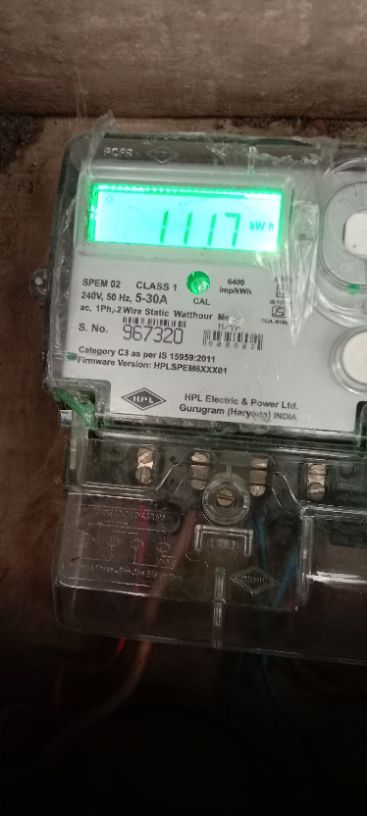 1117 kWh
SPEM 02 CLASS 1
6400
imp/kWh
240V, 50 Hz, 5-30A
CAL
ac, 1Ph, 2 Wire Static Watthour
S. No. 967320
Category C3 as per IS 15959:2011
Firmware Version: HPLSPEM6XXX01
HPL
HPL Electric & Power Ltd.
Gurugram (Haryana) INDIA